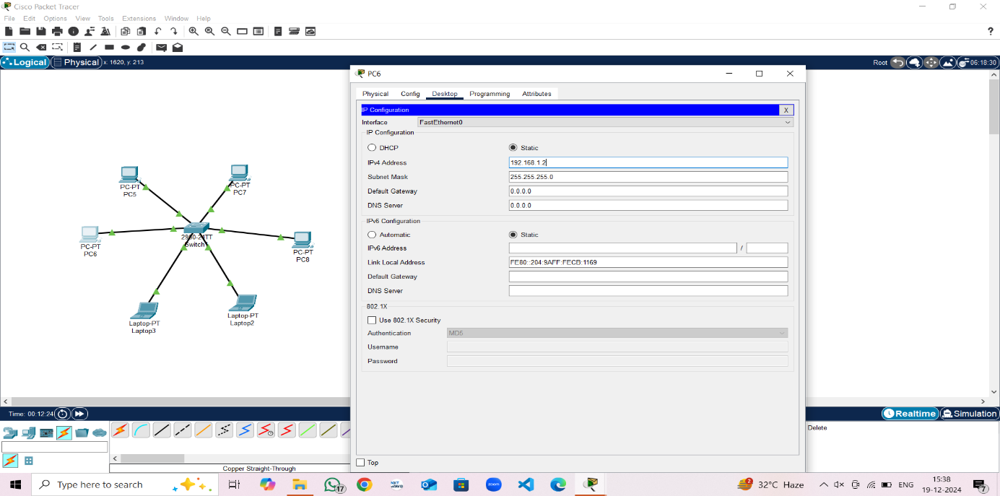 Cisco Packet Tracer
File Edit Options View Tools Extensions Window Help
?
Logical Physical x: 1620, y: 213 Root 06:18:30
PC6
Physical Config Desktop Programming Attributes
IP Configuration X
Interface FastEthernet0
IP Configuration
DHCP Static
IPv4 Address 192.168.1.2
Subnet Mask 255.255.255.0
Default Gateway 0.0.0.0
DNS Server 0.0.0.0
IPv6 Configuration
Automatic Static
IPv6 Address /
Link Local Address FE80::204:9AFF:FECB:1169
Default Gateway
DNS Server
802.1X
Use 802.1X Security
Authentication MD5
Username
Password
Top
PC-PT
PC5
PC-PT
PC7
2960-24TT
Switch1
PC-PT
PC6
PC-PT
PC8
Laptop-PT
Laptop3
Laptop-PT
Laptop2
Time: 00:12:24 Realtime Simulation
Delete
Copper Straight-Through
Type here to search 17 zoom 2 32°C Haze ENG 15:38
19-12-2024 7